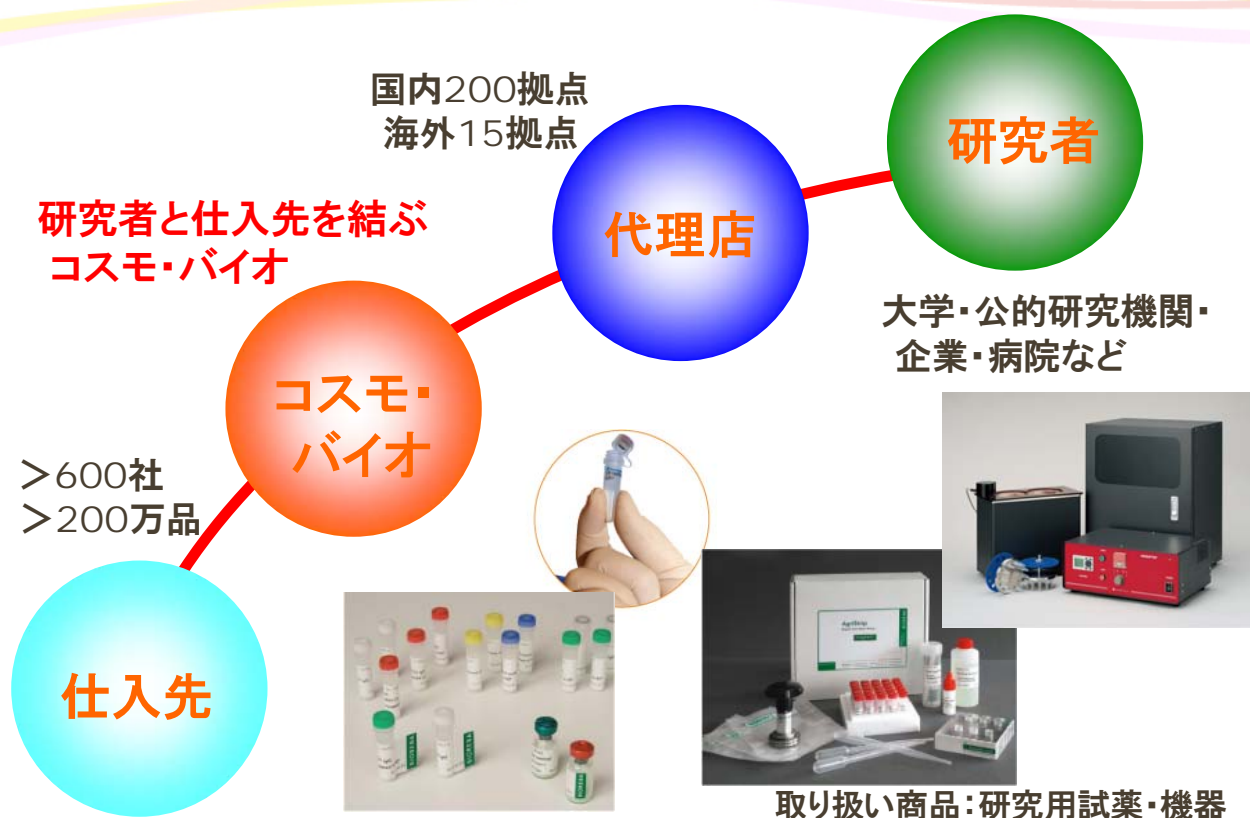 国内200拠点
海外15拠点
研究者
代理店
研究者と仕入先を結ぶ
コスモ・バイオ
大学・公的研究機関・
企業・病院など
コスモ・
バイオ
＞600社
＞200万品
仕入先
AgriStrip
BIOREBA
BIOREBA
取り扱い商品：研究用試薬・機器